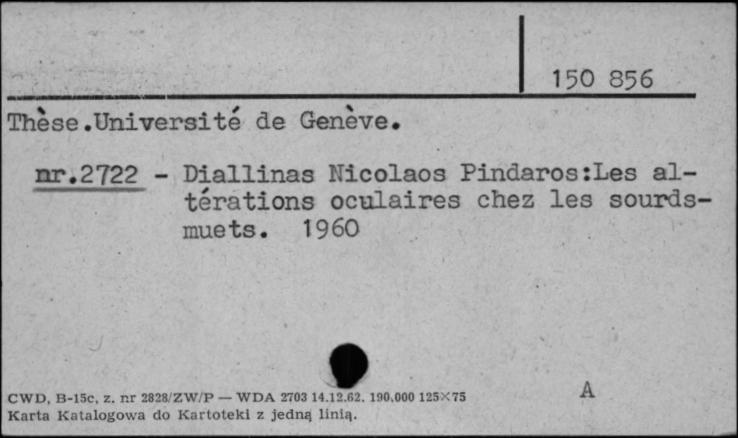 150 856
Thèse.Université de Genève.
nr.2722 - Diallinas Nicolaos Pindaros:Les al-
térations oculaires chez les sourds-
muets. 1960
A
CWD, B-15c, z. nr 2828/ZW/P — WDA 2703 14.12.62. 190.000 125×75
Karta Katalogowa do Kartoteki z jedną linią.